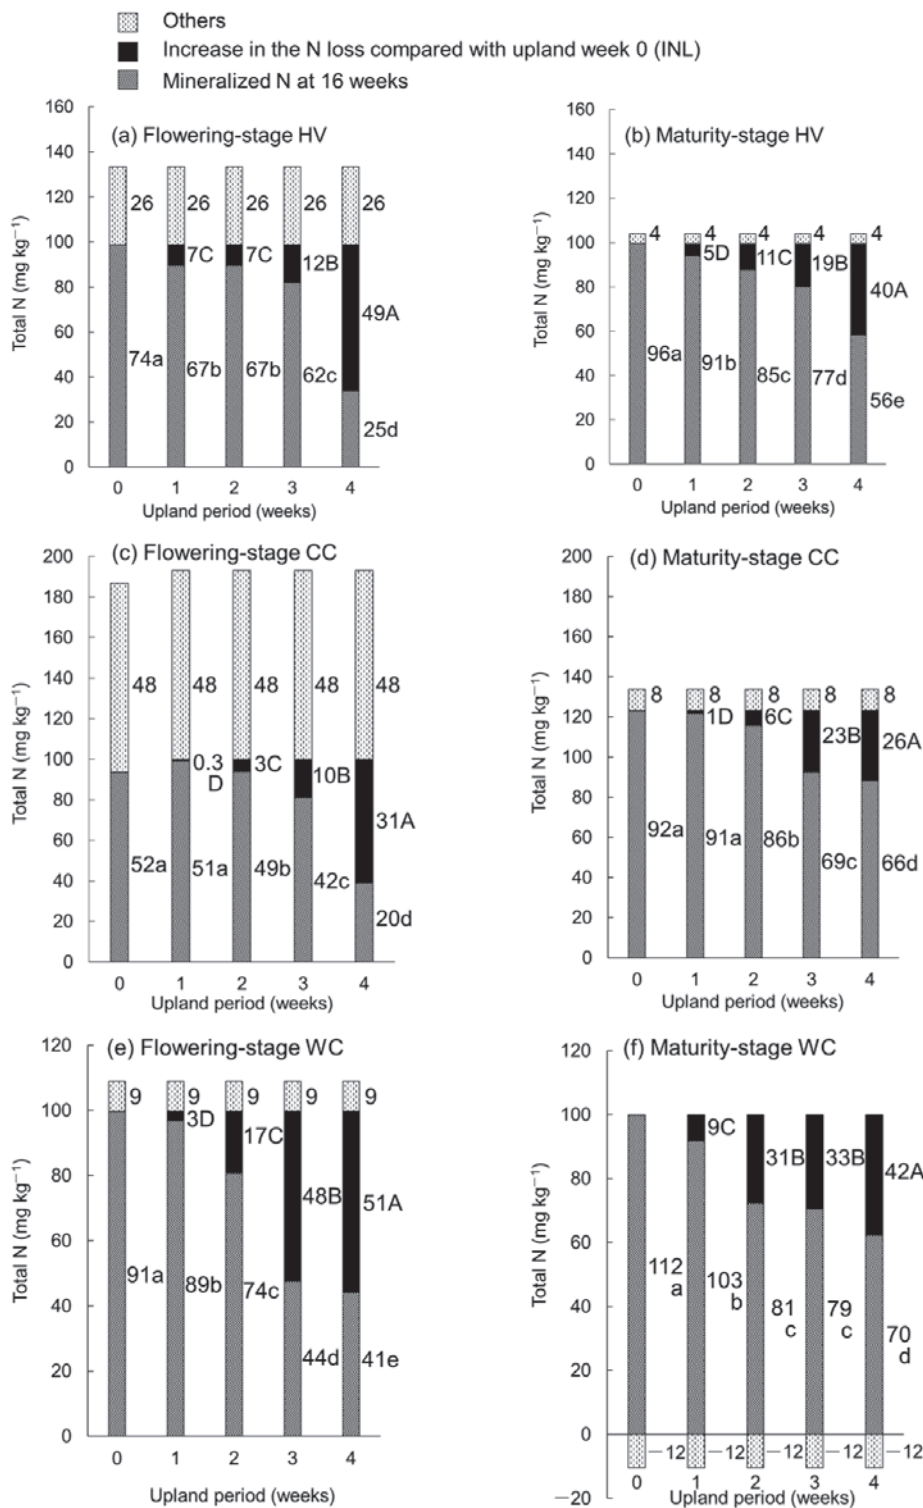 Others
Increase in the N loss compared with upland week 0 (INL)
Mineralized N at 16 weeks
(a) Flowering-stage HV
Total N (mg kg−1)
160
140
120
100
80
60
40
20
0
26 26 26 26 26
7C 7C 12B 49A
74a 67b 67b 62c 25d
0 1 2 3 4
Upland period (weeks)
(b) Maturity-stage HV
Total N (mg kg−1)
160
140
120
100
80
60
40
20
0
4 4 4 4 4
5D 11C 19B 40A
96a 91b 85c 77d 56e
0 1 2 3 4
Upland period (weeks)
(c) Flowering-stage CC
Total N (mg kg−1)
200
180
160
140
120
100
80
60
40
20
0
48 48 48 48 48
0.3
D
3C 10B 31A
52a 51a 49b 42c 20d
0 1 2 3 4
Upland period (weeks)
(d) Maturity-stage CC
Total N (mg kg−1)
200
180
160
140
120
100
80
60
40
20
0
8 8 8 8 8
1D 6C 23B 26A
92a 91a 86b 69c 66d
0 1 2 3 4
Upland period (weeks)
(e) Flowering-stage WC
Total N (mg kg−1)
120
100
80
60
40
20
0
9 9 9 9 9
3D 17C 48B 51A
91a 89b 74c 44d 41e
0 1 2 3 4
Upland period (weeks)
(f) Maturity-stage WC
Total N (mg kg−1)
120
100
80
60
40
20
0
−20
9C 31B 33B 42A
112 103 81 79 70
a b c c d
−12 −12 −12 −12 −12
0 1 2 3 4
Upland period (weeks)